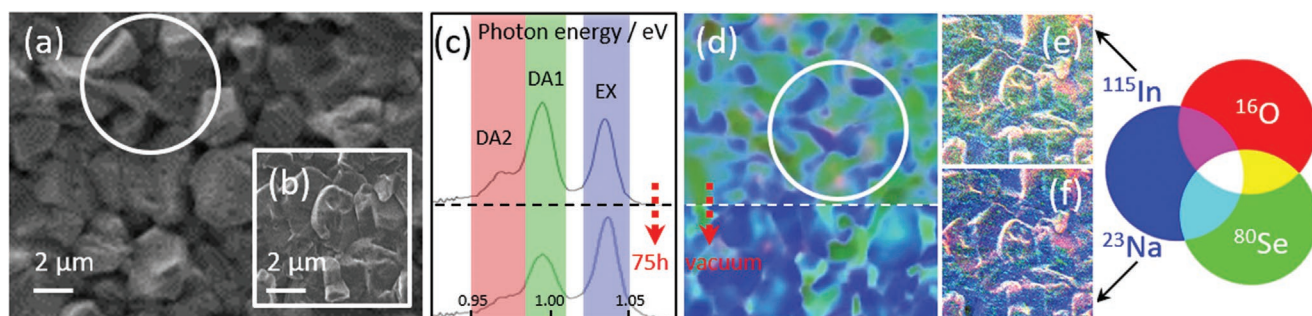 (a)
(b)
2 µm
2 µm
(c)
Photon energy / eV
DA2
DA1
EX
75h
0.95
1.00
1.05
(d)
vacuum
(e)
(f)
¹¹⁵In
²³Na
¹⁶O
⁸⁰Se